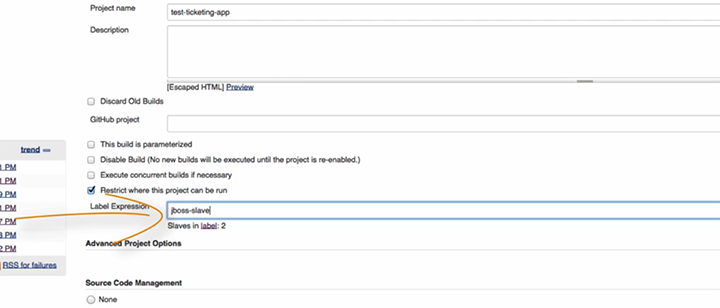 Project name
test-ticketing-app
Description
[Escaped HTML] Preview
Discard Old Builds
GitHub project
This build is parameterized
trend
Disable Build (No new builds will be executed until the project is re-enabled.)
PM
Execute concurrent builds if necessary
1 PM
9 PM
Restrict where this project can be run
1 PM
Label Expression
jboss-slave
7 PM
Slaves in label: 2
PM
2 PM
Advanced Project Options
RSS for failures
Source Code Management
None